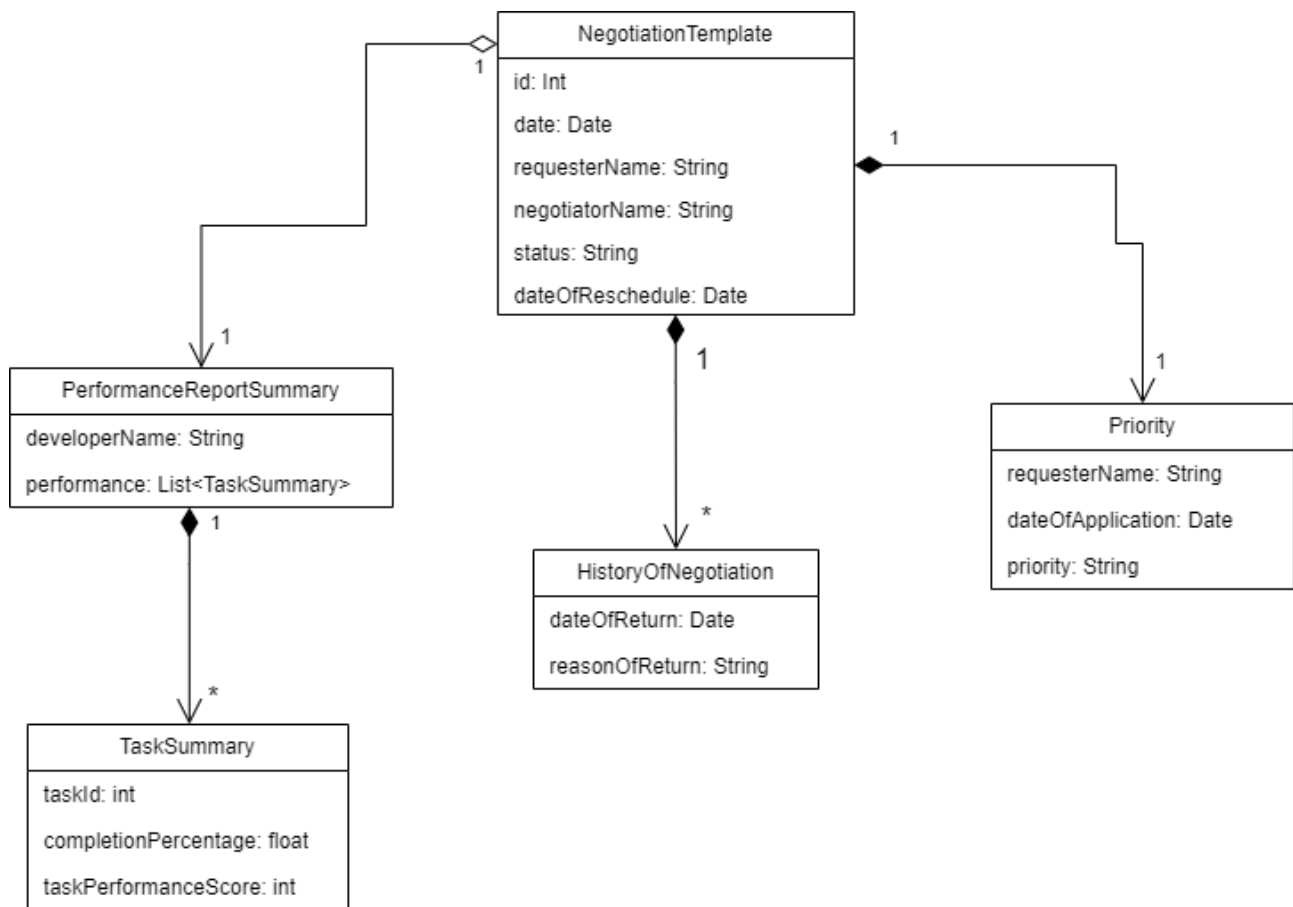 NegotiationTemplate
id: Int
date: Date
requesterName: String
negotiatorName: String
status: String
dateOfReschedule: Date
1
1
1
1
1
PerformanceReportSummary
developerName: String
performance: List<TaskSummary>
1
Priority
requesterName: String
dateOfApplication: Date
priority: String
*
HistoryOfNegotiation
dateOfReturn: Date
reasonOfReturn: String
*
TaskSummary
taskId: int
completionPercentage: float
taskPerformanceScore: int